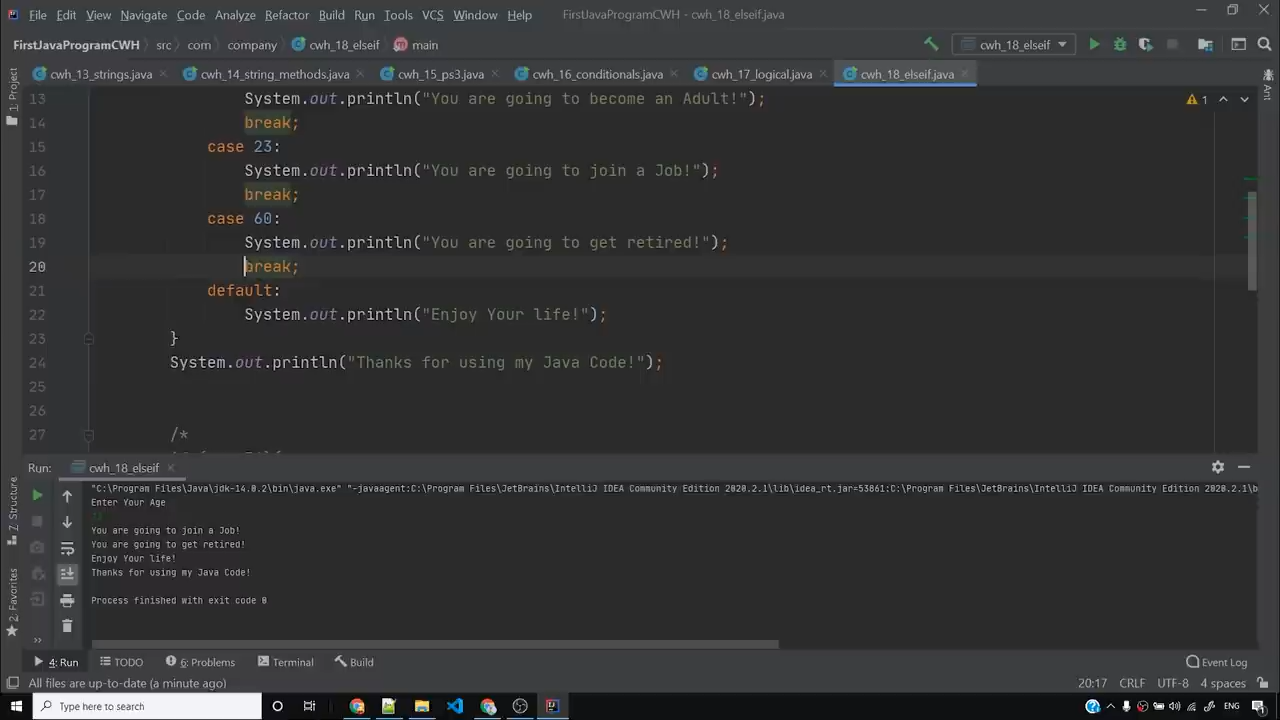 File Edit View Navigate Code Analyze Refactor Build Run Tools VCS Window Help FirstJavaProgramCWH - cwh_18_elseif.java
FirstJavaProgramCWH src com company cwh_18_elseif main cwh_18_elseif
cwh_13_strings.java cwh_14_string_methods.java cwh_15_ps3.java cwh_16_conditionals.java cwh_17_logical.java cwh_18_elseif.java
1: Project
Ant
1
13 System.out.println("You are going to become an Adult!");
14 break;
15 case 23:
16 System.out.println("You are going to join a Job!");
17 break;
18 case 60:
19 System.out.println("You are going to get retired!");
20 break;
21 default:
22 System.out.println("Enjoy Your life!");
23 }
24 System.out.println("Thanks for using my Java Code!");
25
26
27 /*
Run: cwh_18_elseif
"C:\Program Files\Java\jdk-14.0.2\bin\java.exe" "-javaagent:C:\Program Files\JetBrains\IntelliJ IDEA Community Edition 2020.2.1\lib\idea_rt.jar=53861:C:\Program Files\JetBrains\IntelliJ IDEA Community Edition 2020.2.1\b
Enter Your Age
You are going to join a Job!
You are going to get retired!
Enjoy Your life!
Thanks for using my Java Code!
Process finished with exit code 0
Z: Structure
2: Favorites
4: Run TODO 6: Problems Terminal Build Event Log
All files are up-to-date (a minute ago) 20:17 CRLF UTF-8 4 spaces
Type here to search ENG